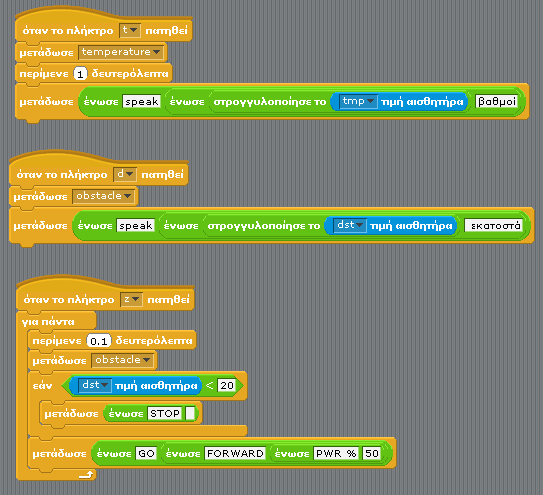 όταν το πλήκτρο t πατηθεί
μετάδωσε temperature
περίμενε 1 δευτερόλεπτα
μετάδωσε ένωσε speak ένωσε στρογγυλοποίησε το tmp τιμή αισθητήρα βαθμοί
όταν το πλήκτρο d πατηθεί
μετάδωσε obstacle
μετάδωσε ένωσε speak ένωσε στρογγυλοποίησε το dst τιμή αισθητήρα εκατοστά
όταν το πλήκτρο z πατηθεί
για πάντα
περίμενε 0.1 δευτερόλεπτα
μετάδωσε obstacle
εάν dst τιμή αισθητήρα < 20
μετάδωσε ένωσε STOP
μετάδωσε ένωσε GO ένωσε FORWARD ένωσε PWR % 50